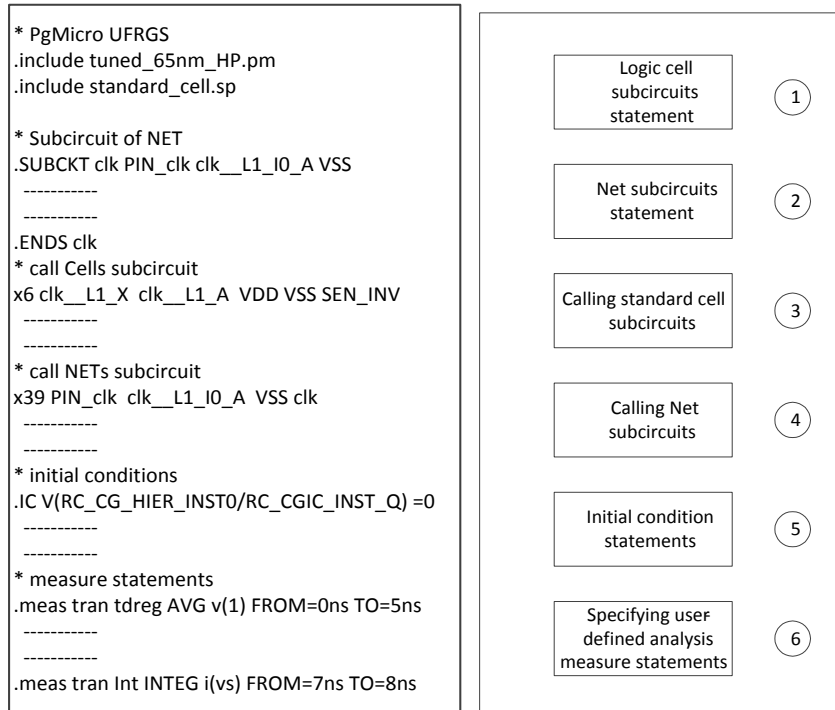 * PgMicro UFRGS
.include tuned_65nm_HP.pm
.include standard_cell.sp
* Subcircuit of NET
.SUBCKT clk PIN_clk clk__L1_I0_A VSS
-----------
-----------
.ENDS clk
* call Cells subcircuit
x6 clk__L1_X clk__L1_A VDD VSS SEN_INV
-----------
-----------
* call NETs subcircuit
x39 PIN_clk clk__L1_I0_A VSS clk
-----------
-----------
* initial conditions
.IC V(RC_CG_HIER_INST0/RC_CGIC_INST_Q) =0
-----------
-----------
* measure statements
.meas tran tdreg AVG v(1) FROM=0ns TO=5ns
-----------
-----------
.meas tran Int INTEG i(vs) FROM=7ns TO=8ns
Logic cell
subcircuits
statement
1
Net subcircuits
statement
2
Calling standard cell
subcircuits
3
Calling Net
subcircuits
4
Initial condition
statements
5
Specifying user-
defined analysis
measure statements
6